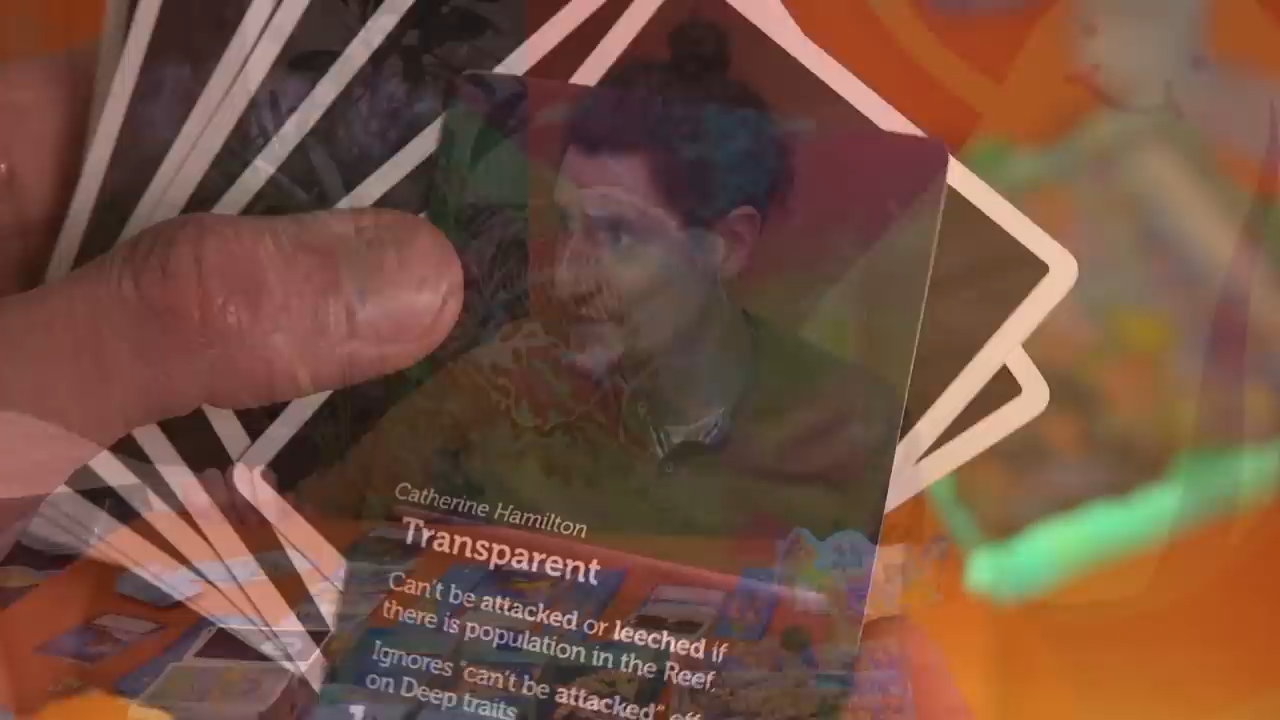 Catherine Hamilton
Transparent
Can't be attacked or leeched if
there is population in the Reef.
Ignores "can't be attacked"
on Deep traits